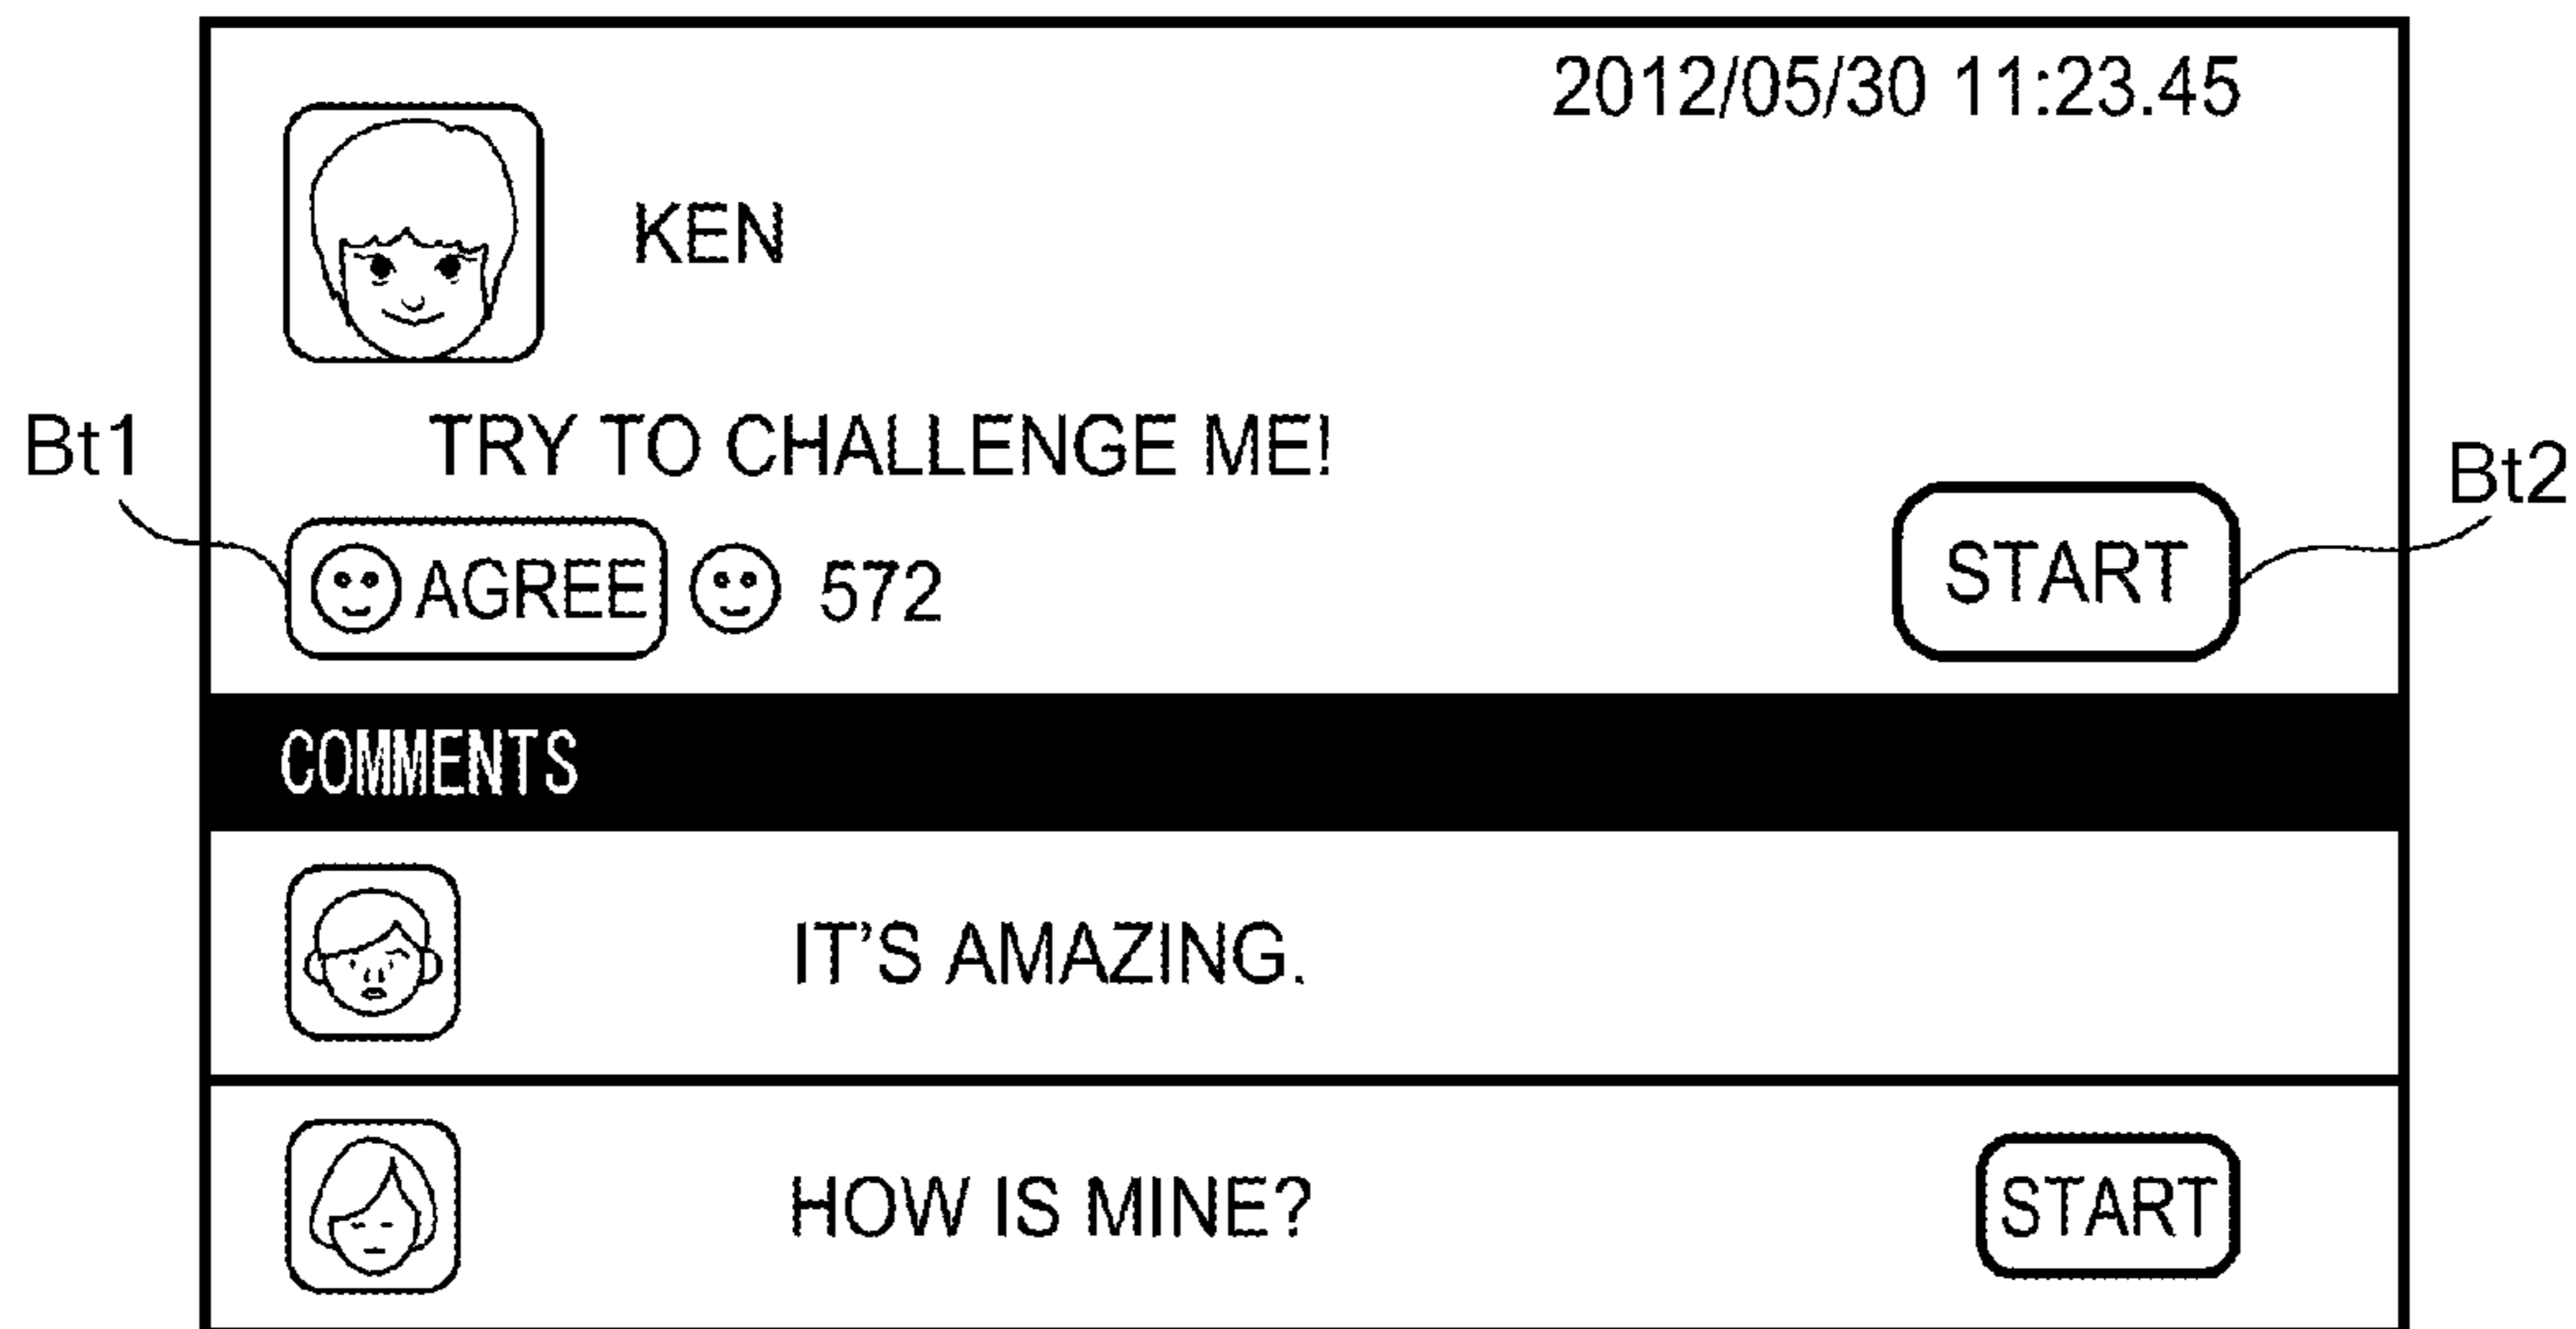 2012/05/30 11:23.45
KEN
TRY TO CHALLENGE ME!
Bt1
Bt2
AGREE 572
START
COMMENTS
IT'S AMAZING.
HOW IS MINE?
START